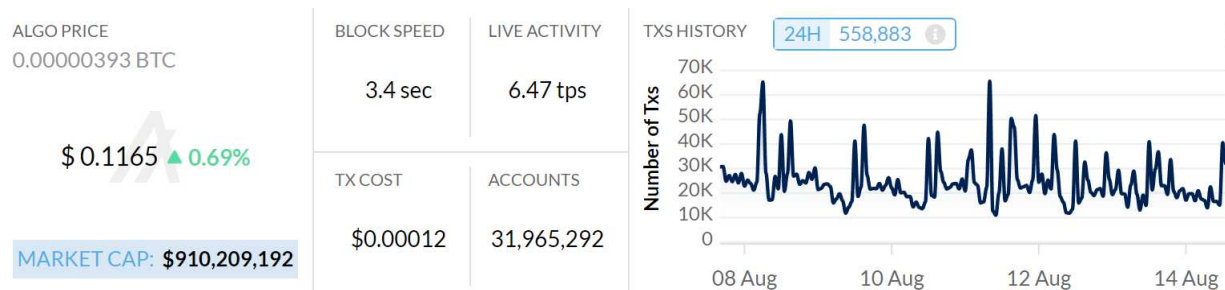 ALGO PRICE
0.00000393 BTC
$ 0.1165 ▲ 0.69%
MARKET CAP: $910,209,192
BLOCK SPEED
3.4 sec
LIVE ACTIVITY
6.47 tps
TX COST
$0.00012
ACCOUNTS
31,965,292
TXS HISTORY 24H 558,883 i
Number of Txs
70K
60K
50K
40K
30K
20K
10K
0
08 Aug 10 Aug 12 Aug 14 Aug